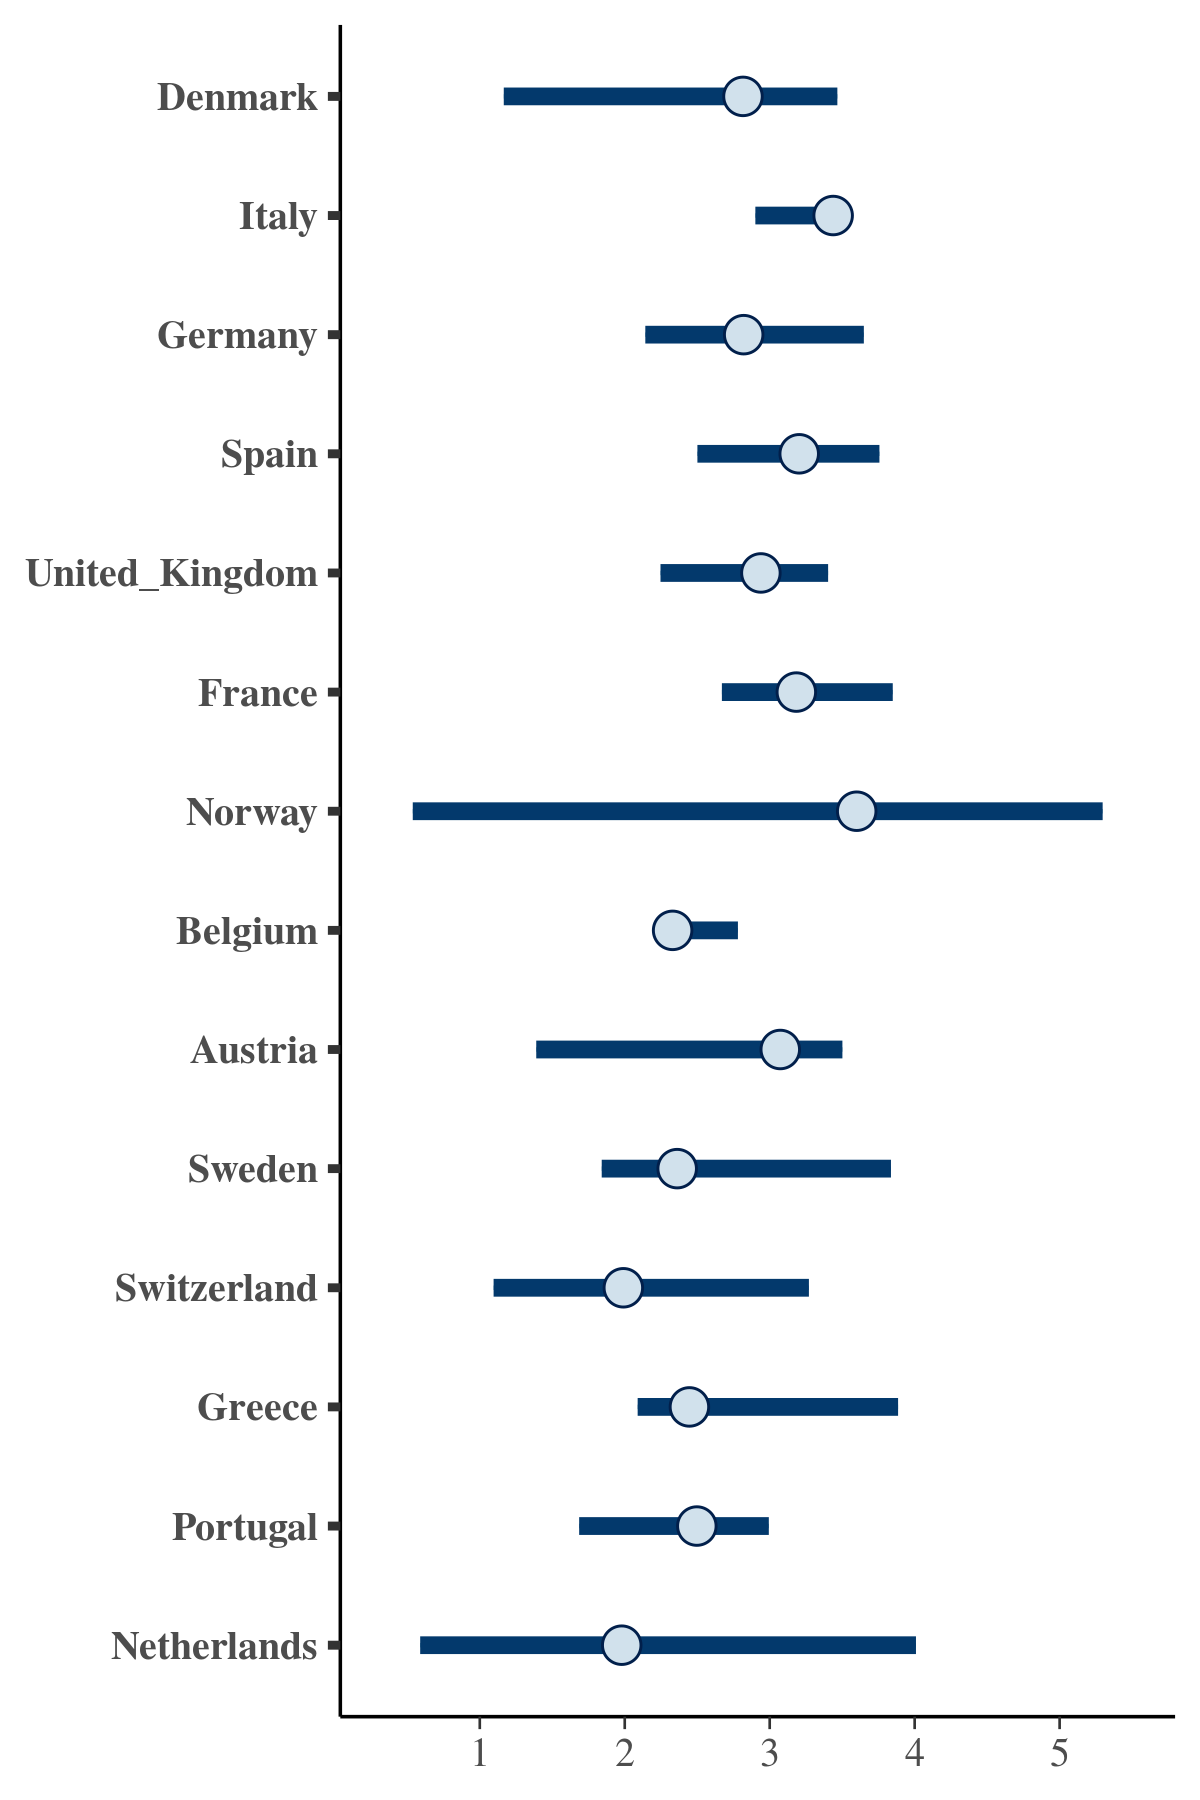 Denmark
Italy
Germany
Spain
United_Kingdom
France
Norway
Belgium
Austria
Sweden
Switzerland
Greece
Portugal
Netherlands
1 2 3 4 5